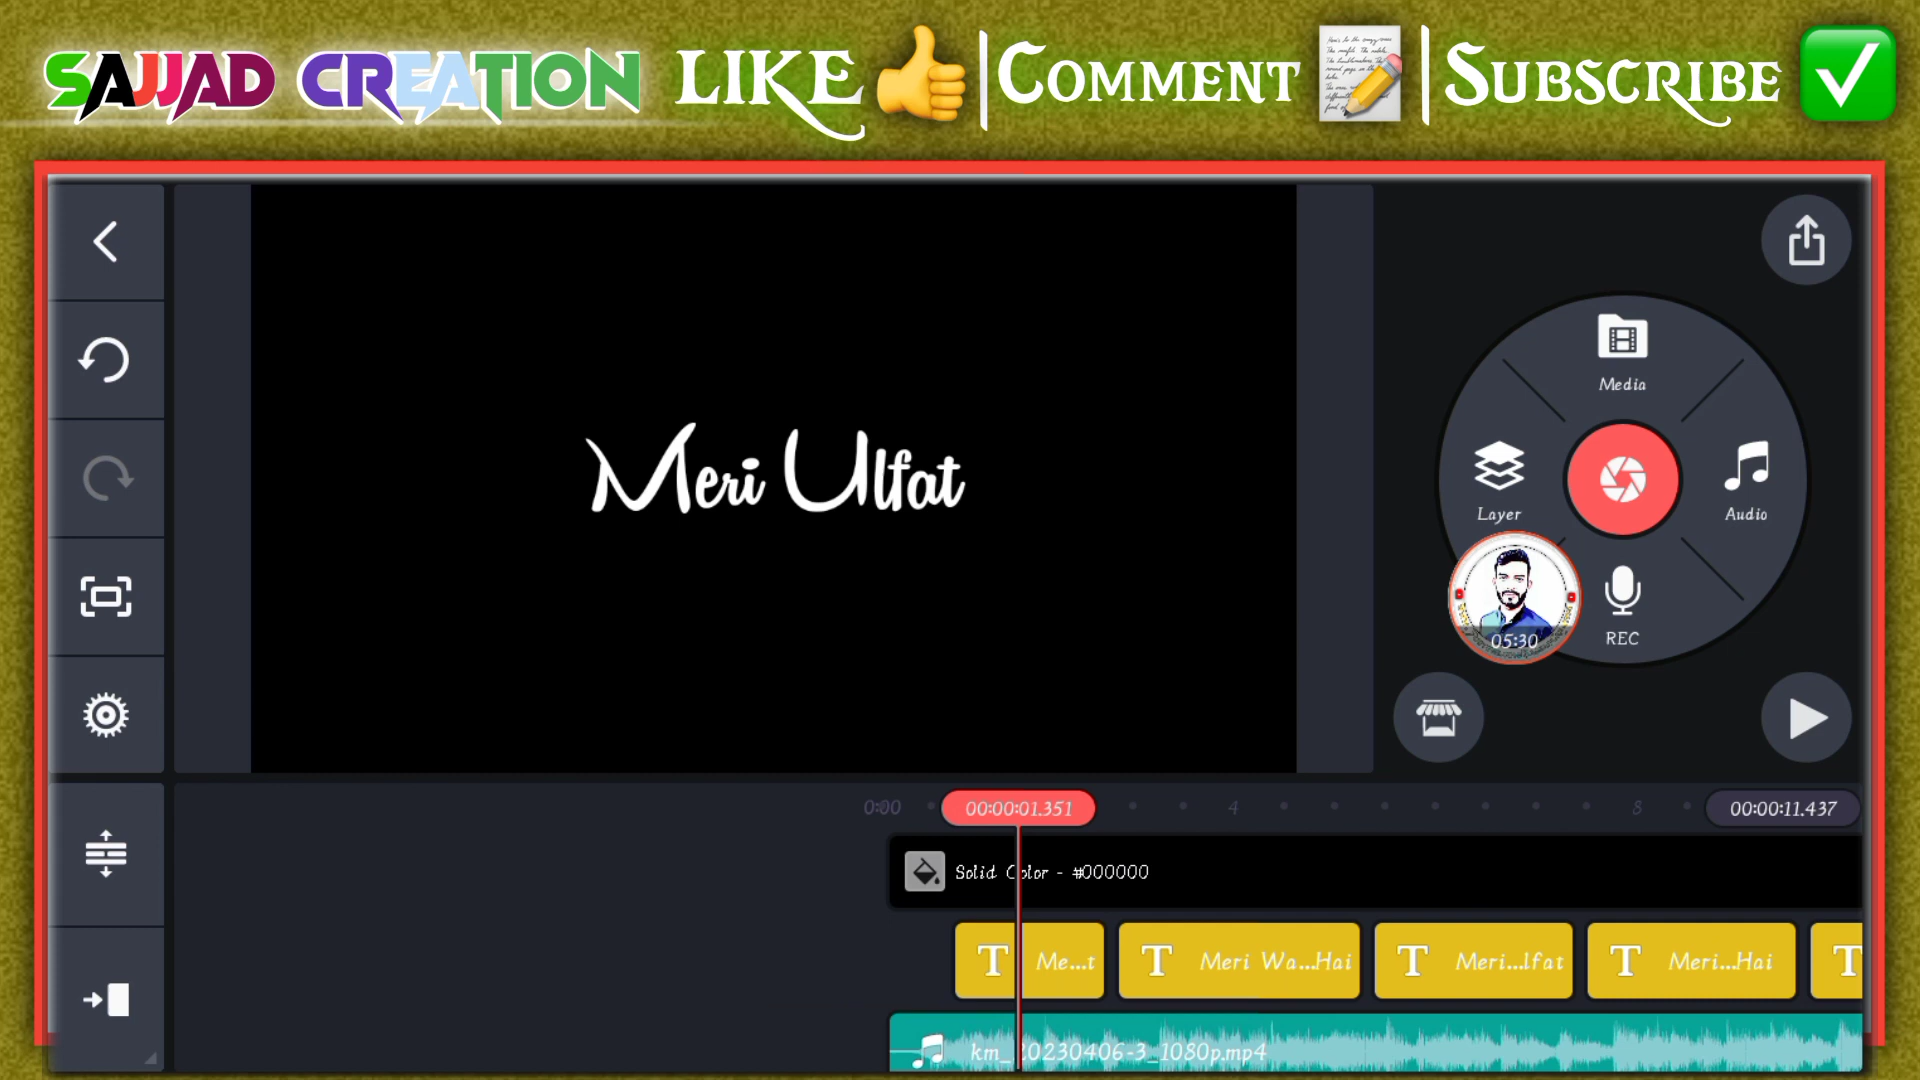 SAJJAD CREATION LIKE | COMMENT | SUBSCRIBE
Media
Layer
Audio
05:30
REC
Meri Ulfat
0:00
00:00:01.351
4
8
00:00:11.437
Solid Color - #000000
T Me...t
T Meri Wa...Hai
T Meri...lfat
T Meri...Hai
T
km_20230406-3_1080p.mp4